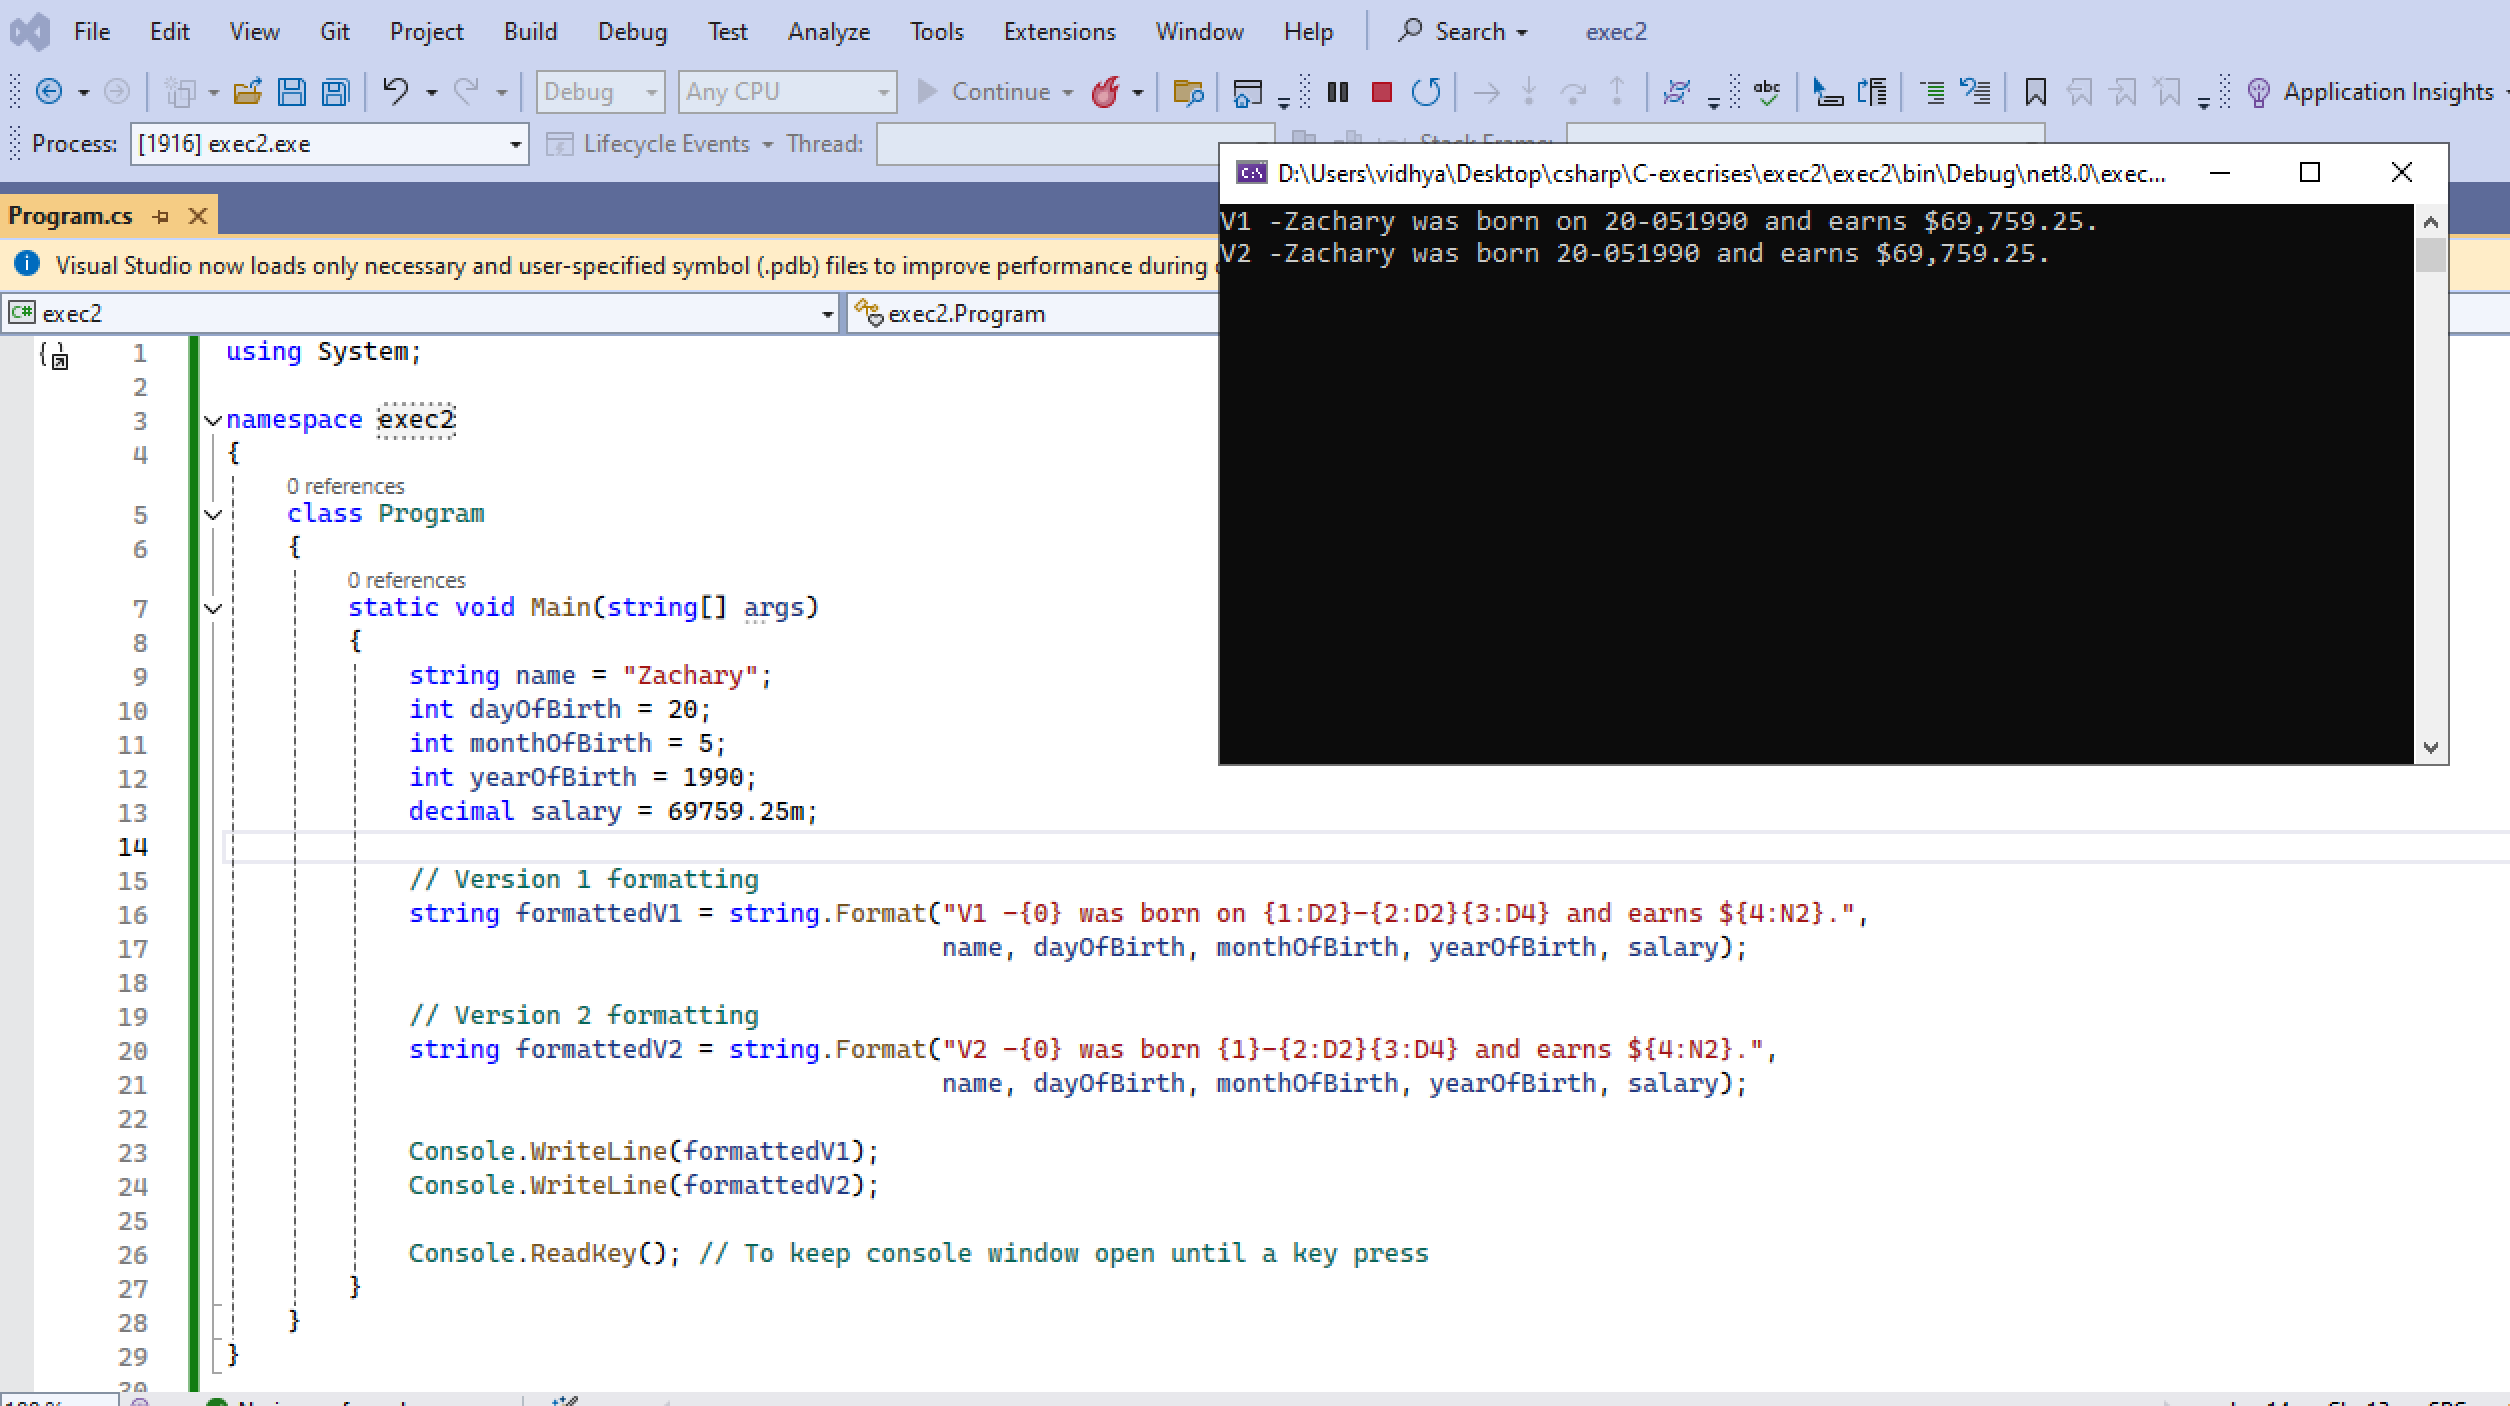 File Edit View Git Project Build Debug Test Analyze Tools Extensions Window Help Search exec2
Debug Any CPU Continue Application Insights
Process: [1916] exec2.exe Lifecycle Events Thread: Stack Frame:
D:\Users\vidhya\Desktop\csharp\C-execrises\exec2\exec2\bin\Debug\net8.0\exec...
V1 -Zachary was born on 20-051990 and earns $69,759.25.
V2 -Zachary was born 20-051990 and earns $69,759.25.
Program.cs
Visual Studio now loads only necessary and user-specified symbol (.pdb) files to improve performance during
exec2 exec2.Program
1 using System;
2
3 namespace exec2
4 {
0 references
5 class Program
6 {
0 references
7 static void Main(string[] args)
8 {
9 string name = "Zachary";
10 int dayOfBirth = 20;
11 int monthOfBirth = 5;
12 int yearOfBirth = 1990;
13 decimal salary = 69759.25m;
14
15 // Version 1 formatting
16 string formattedV1 = string.Format("V1 -{0} was born on {1:D2}-{2:D2}{3:D4} and earns ${4:N2}.",
17 name, dayOfBirth, monthOfBirth, yearOfBirth, salary);
18
19 // Version 2 formatting
20 string formattedV2 = string.Format("V2 -{0} was born {1}-{2:D2}{3:D4} and earns ${4:N2}.",
21 name, dayOfBirth, monthOfBirth, yearOfBirth, salary);
22
23 Console.WriteLine(formattedV1);
24 Console.WriteLine(formattedV2);
25
26 Console.ReadKey(); // To keep console window open until a key press
27 }
28 }
29 }
30